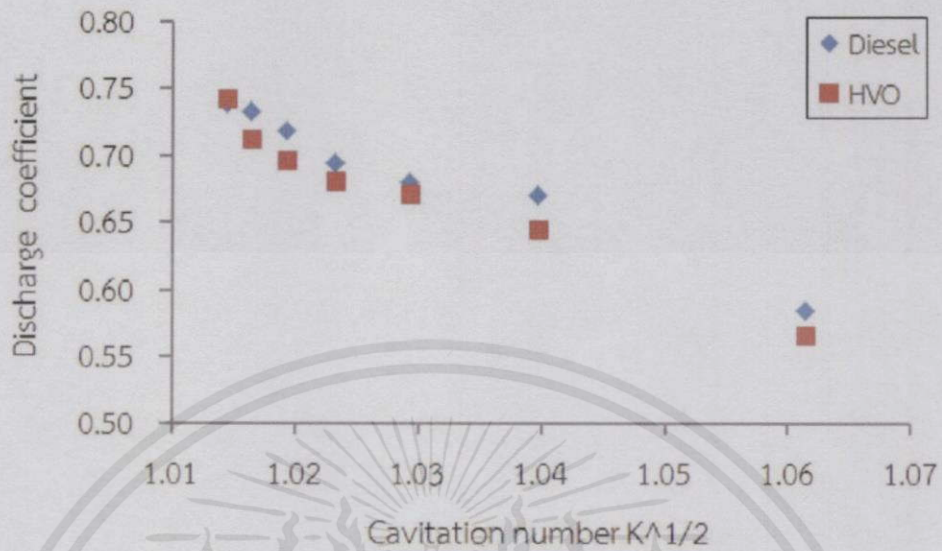 0.80
0.75
0.70
0.65
0.60
0.55
0.50
Discharge coefficient
Diesel
HVO
1.01 1.02 1.03 1.04 1.05 1.06 1.07
Cavitation number K^1/2